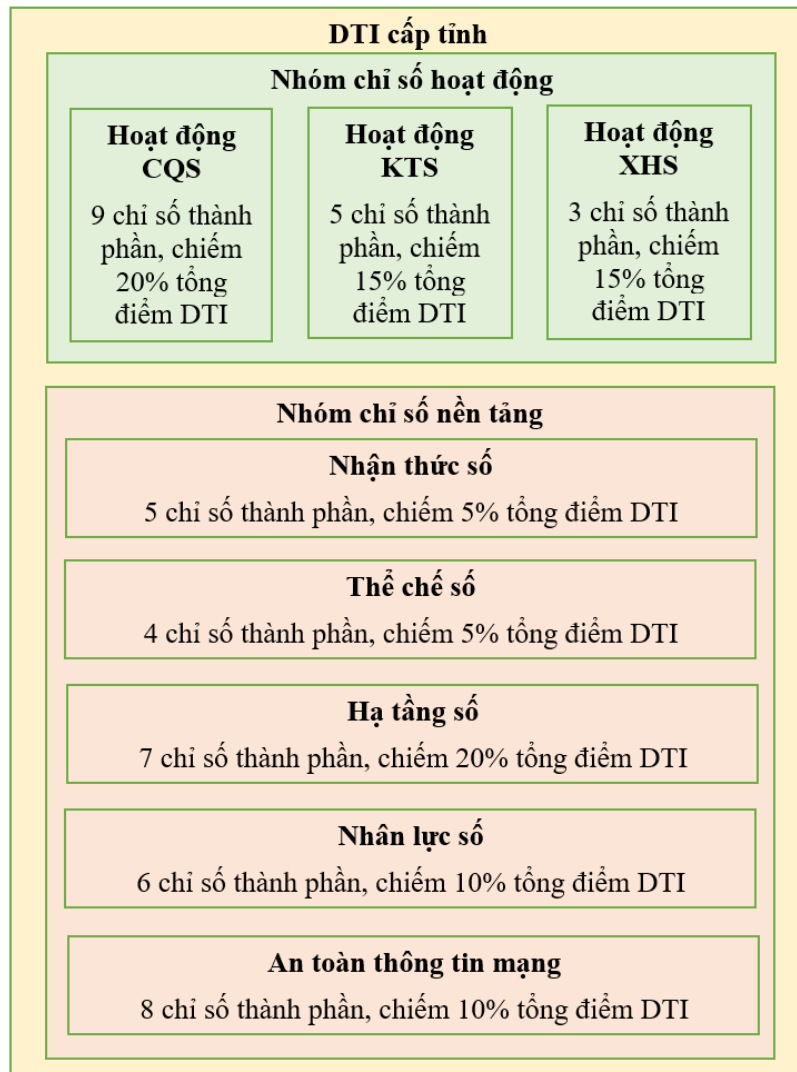 DTI cấp tỉnh
Nhóm chỉ số hoạt động
Hoạt động
CQS
9 chỉ số thành
phần, chiếm
20% tổng
điểm DTI
Hoạt động
KTS
5 chỉ số thành
phần, chiếm
15% tổng
điểm DTI
Hoạt động
XHS
3 chỉ số thành
phần, chiếm
15% tổng
điểm DTI
Nhóm chỉ số nền tảng
Nhận thức số
5 chỉ số thành phần, chiếm 5% tổng điểm DTI
Thể chế số
4 chỉ số thành phần, chiếm 5% tổng điểm DTI
Hạ tầng số
7 chỉ số thành phần, chiếm 20% tổng điểm DTI
Nhân lực số
6 chỉ số thành phần, chiếm 10% tổng điểm DTI
An toàn thông tin mạng
8 chỉ số thành phần, chiếm 10% tổng điểm DTI